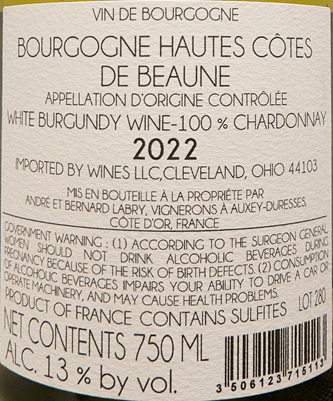 VIN DE BOURGOGNE
BOURGOGNE HAUTES CÔTES
DE BEAUNE
APPELLATION D'ORIGINE CONTRÔLÉE
WHITE BURGUNDY WINE-100 % CHARDONNAY
2022
IMPORTED BY WINES LLC,CLEVELAND, OHIO 44103
MIS EN BOUTEILLE À LA PROPRIÉTÉ PAR
ANDRÉ ET BERNARD LABRY, VIGNERONS À AUXEY-DURESSES.
CÔTE D'OR, FRANCE
GOVERNMENT WARNING : (1) ACCORDING TO THE SURGEON GENERAL,
WOMEN SHOULD NOT DRINK ALCOHOLIC BEVERAGES DURING
PREGNANCY BECAUSE OF THE RISK OF BIRTH DEFECTS. (2) CONSUMPTION
OF ALCOHOLIC BEVERAGES IMPAIRS YOUR ABILITY TO DRIVE A CAR OR
OPERATE MACHINERY, AND MAY CAUSE HEALTH PROBLEMS.
PRODUCT OF FRANCE CONTAINS SULFITES LOT 280
NET CONTENTS 750 ML
ALC. 13 % by vol.
3 506123 715113